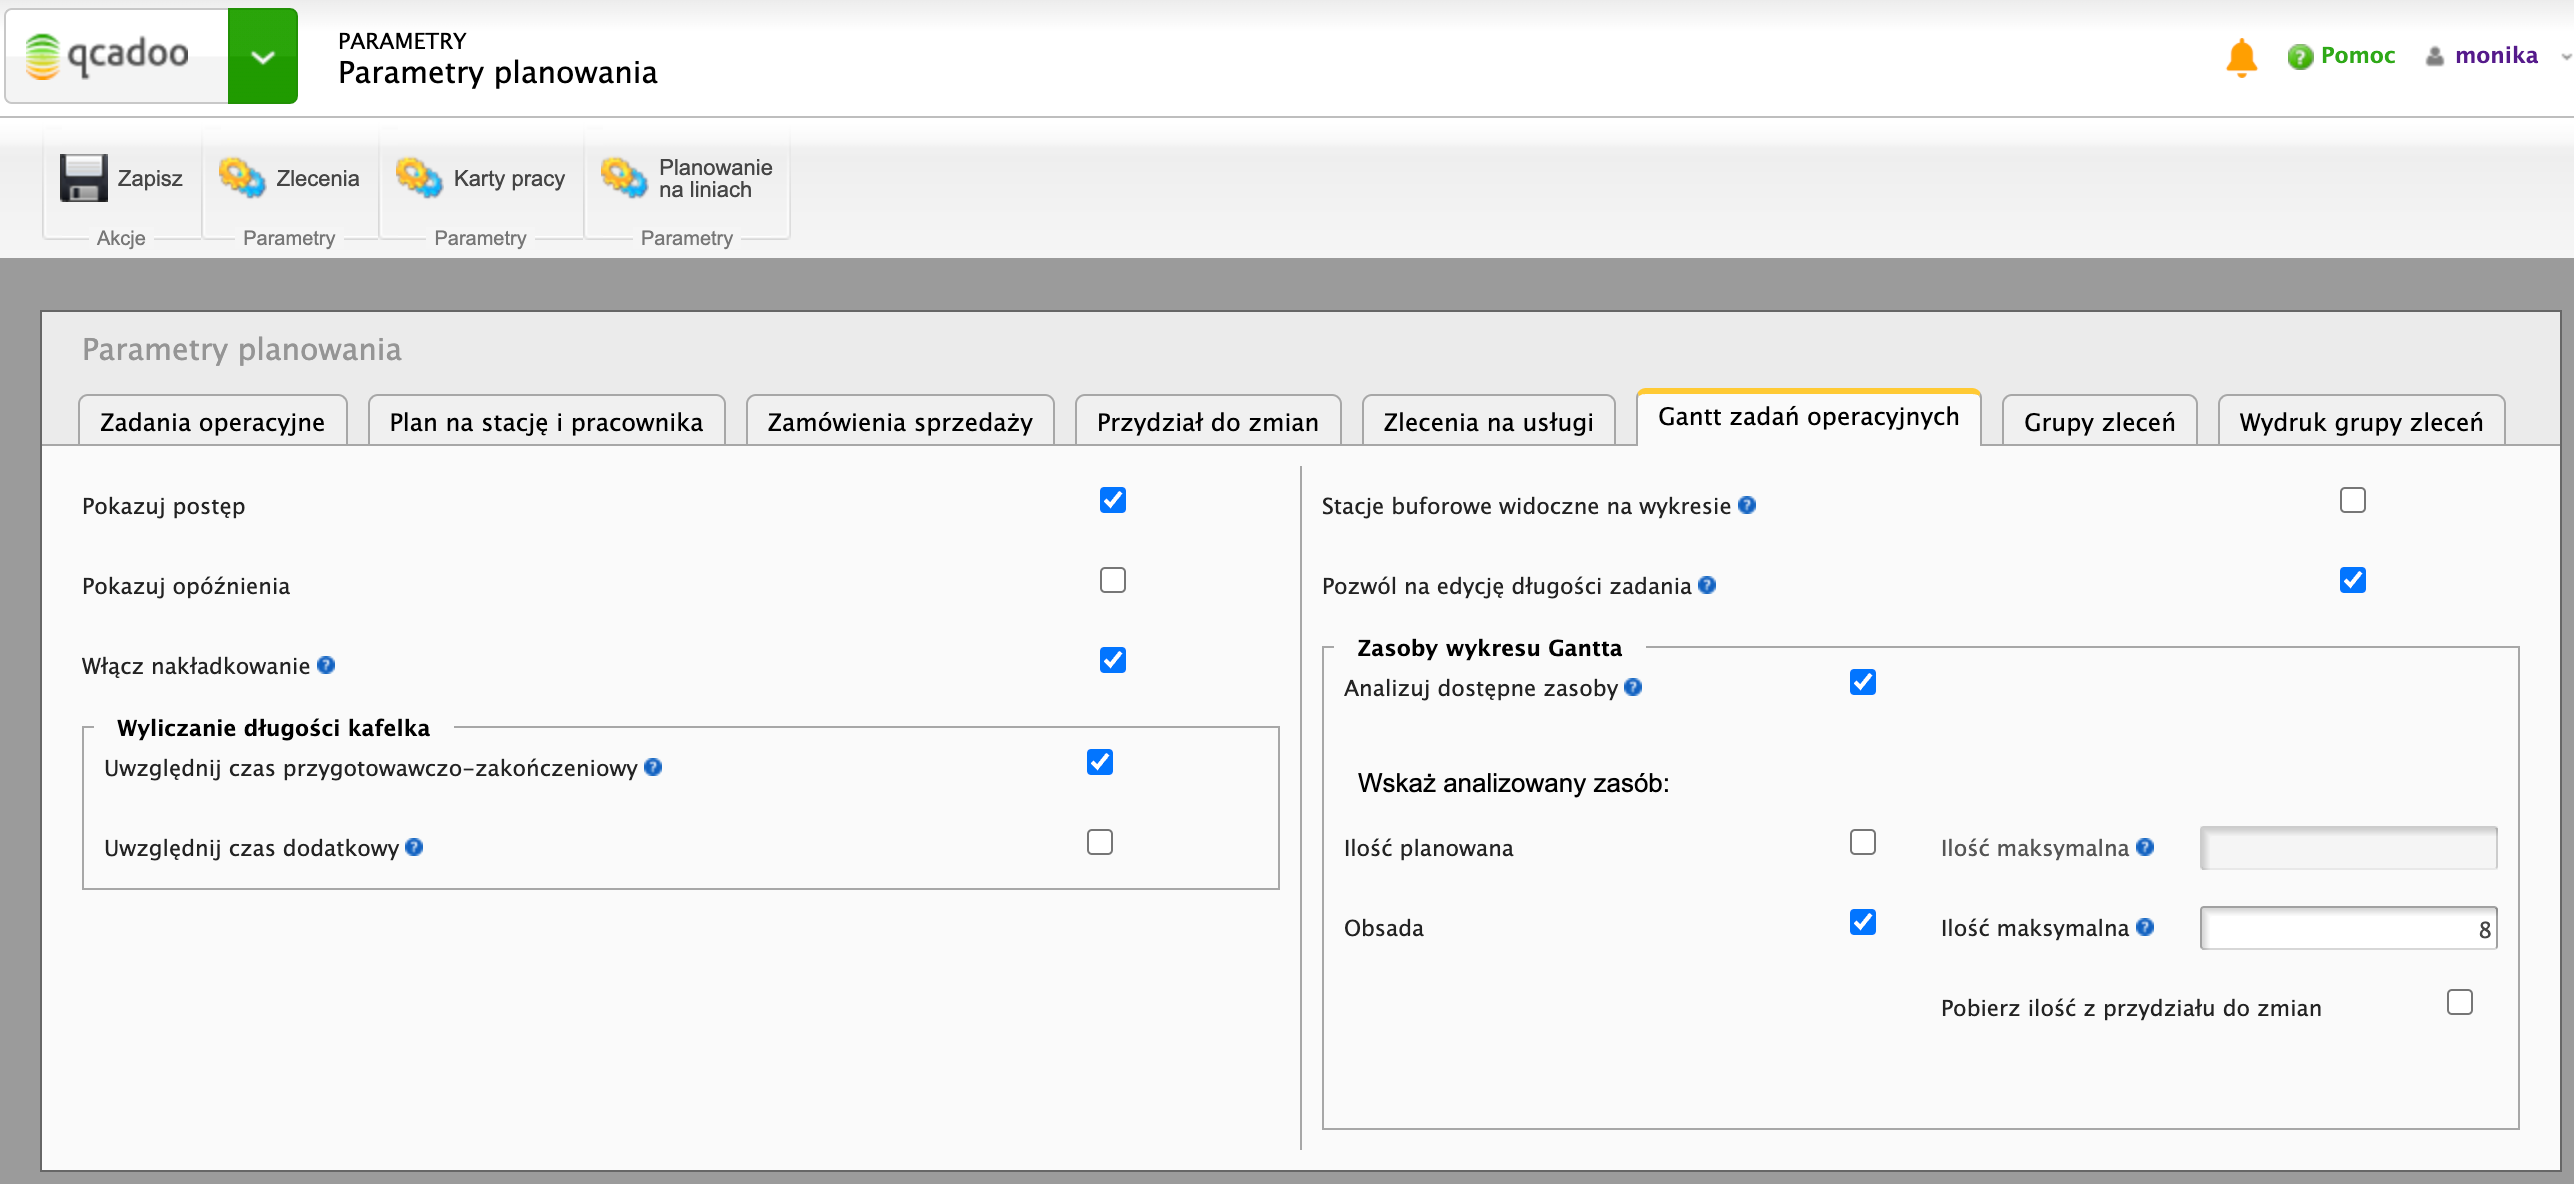 qcadoo
PARAMETRY
Parametry planowania
Pomoc
monika
Zapisz
Zlecenia
Karty pracy
Planowanie
na liniach
Akcje
Parametry
Parametry
Parametry
Parametry planowania
Zadania operacyjne
Plan na stację i pracownika
Zamówienia sprzedaży
Przydział do zmian
Zlecenia na usługi
Gantt zadań operacyjnych
Grupy zleceń
Wydruk grupy zleceń
Pokazuj postęp
Pokazuj opóźnienia
Włącz nakładkowanie ?
Wyliczanie długości kafelka
Uwzględnij czas przygotowawczo-zakończeniowy ?
Uwzględnij czas dodatkowy ?
Stacje buforowe widoczne na wykresie ?
Pozwól na edycję długości zadania ?
Zasoby wykresu Gantta
Analizuj dostępne zasoby ?
Wskaż analizowany zasób:
Ilość planowana
Ilość maksymalna ?
Obsada
Ilość maksymalna ?
8
Pobierz ilość z przydziału do zmian